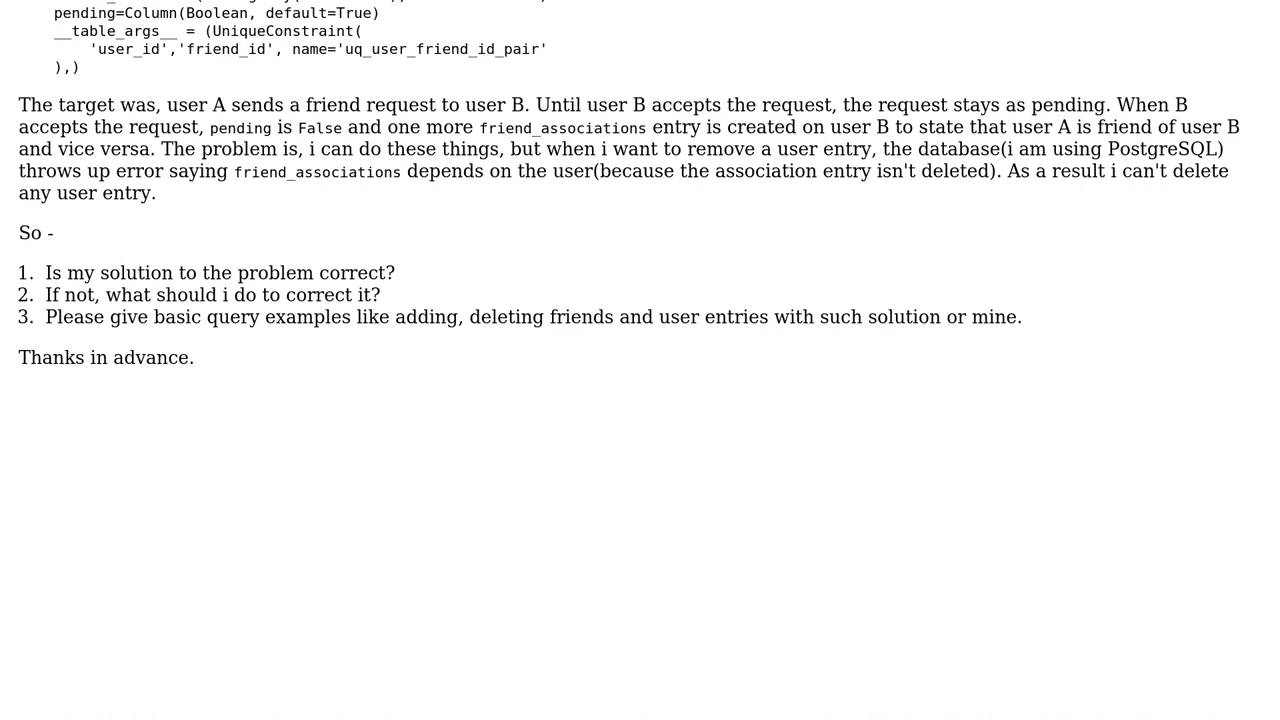 pending=Column(Boolean, default=True)
__table_args__ = (UniqueConstraint(
'user_id','friend_id', name='uq_user_friend_id_pair'
),)
The target was, user A sends a friend request to user B. Until user B accepts the request, the request stays as pending. When B
accepts the request, pending is False and one more friend_associations entry is created on user B to state that user A is friend of user B
and vice versa. The problem is, i can do these things, but when i want to remove a user entry, the database(i am using PostgreSQL)
throws up error saying friend_associations depends on the user(because the association entry isn't deleted). As a result i can't delete
any user entry.
So -
1. Is my solution to the problem correct?
2. If not, what should i do to correct it?
3. Please give basic query examples like adding, deleting friends and user entries with such solution or mine.
Thanks in advance.